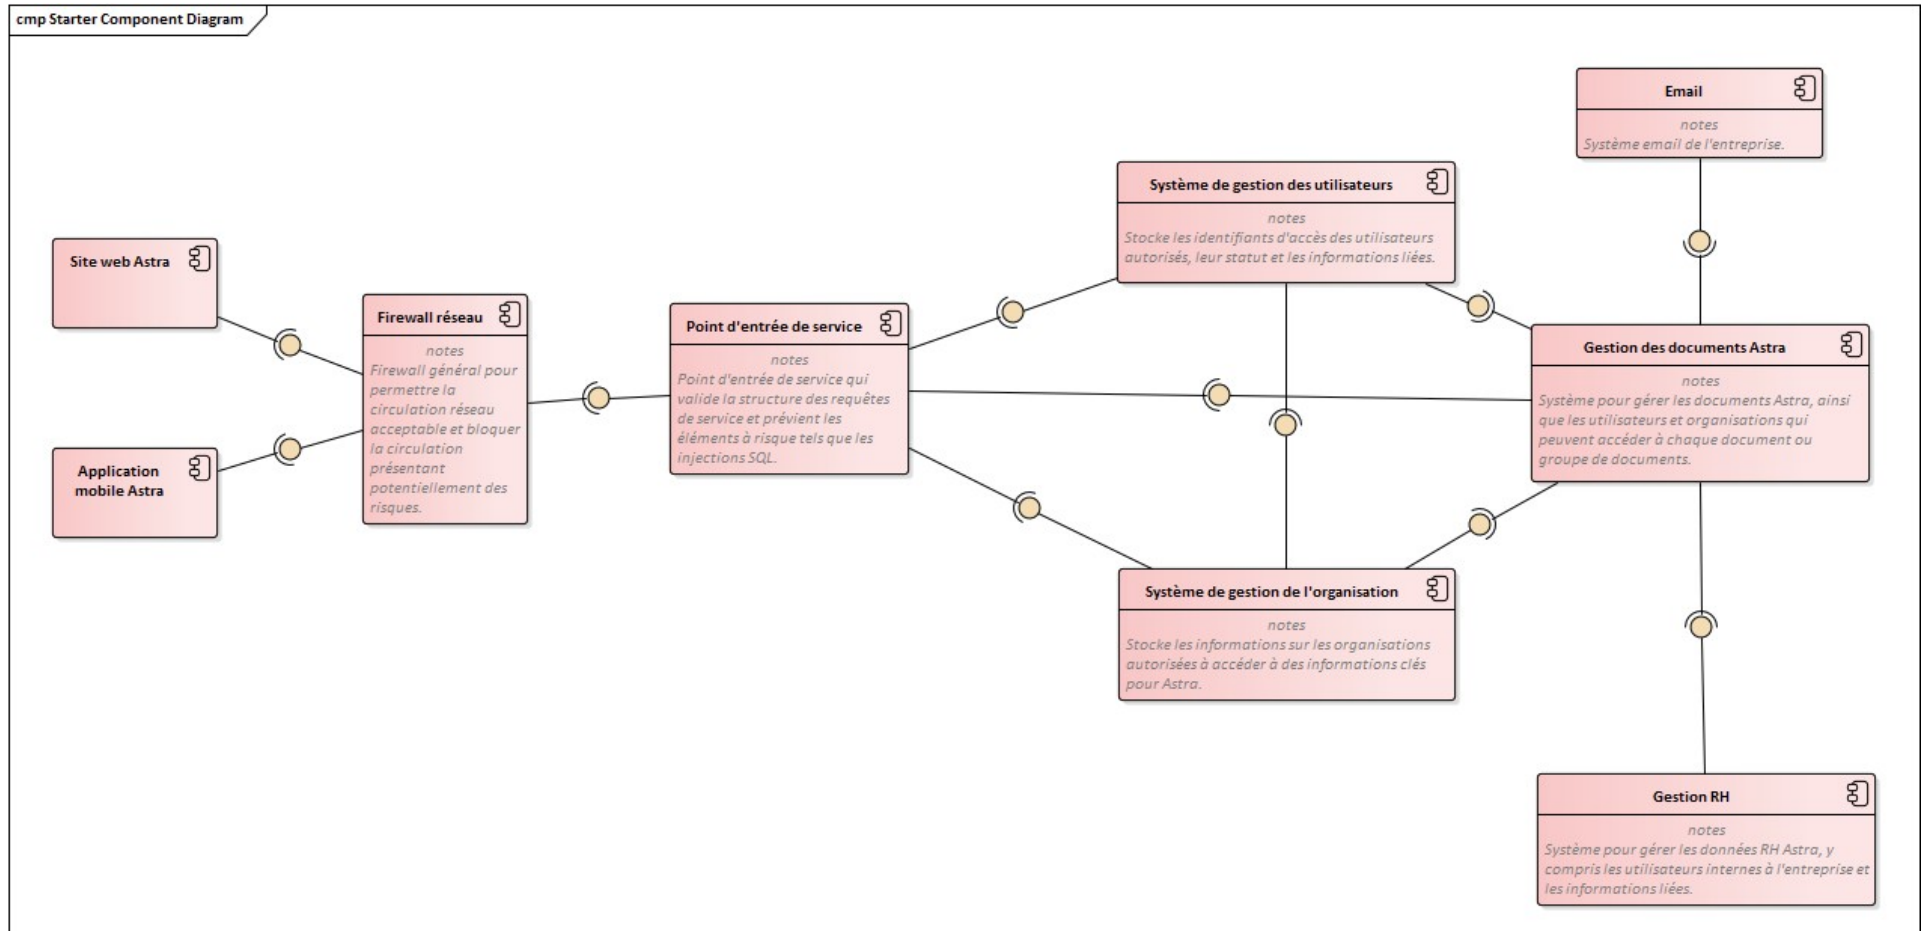 cmp Starter Component Diagram
Email
notes
Système email de l'entreprise.
Système de gestion des utilisateurs
notes
Stocke les identifiants d'accès des utilisateurs
autorisés, leur statut et les informations liées.
Site web Astra
Firewall réseau
notes
Firewall général pour
permettre la
circulation réseau
acceptable et bloquer
la circulation
présentant
potentiellement des
risques.
Point d'entrée de service
notes
Point d'entrée de service qui
valide la structure des requêtes
de service et prévient les
éléments à risque tels que les
injections SQL.
Gestion des documents Astra
notes
Système pour gérer les documents Astra, ainsi
que les utilisateurs et organisations qui
peuvent accéder à chaque document ou
groupe de documents.
Application
mobile Astra
Système de gestion de l'organisation
notes
Stocke les informations sur les organisations
autorisées à accéder à des informations clés
pour Astra.
Gestion RH
notes
Système pour gérer les données RH Astra, y
compris les utilisateurs internes à l'entreprise et
les informations liées.